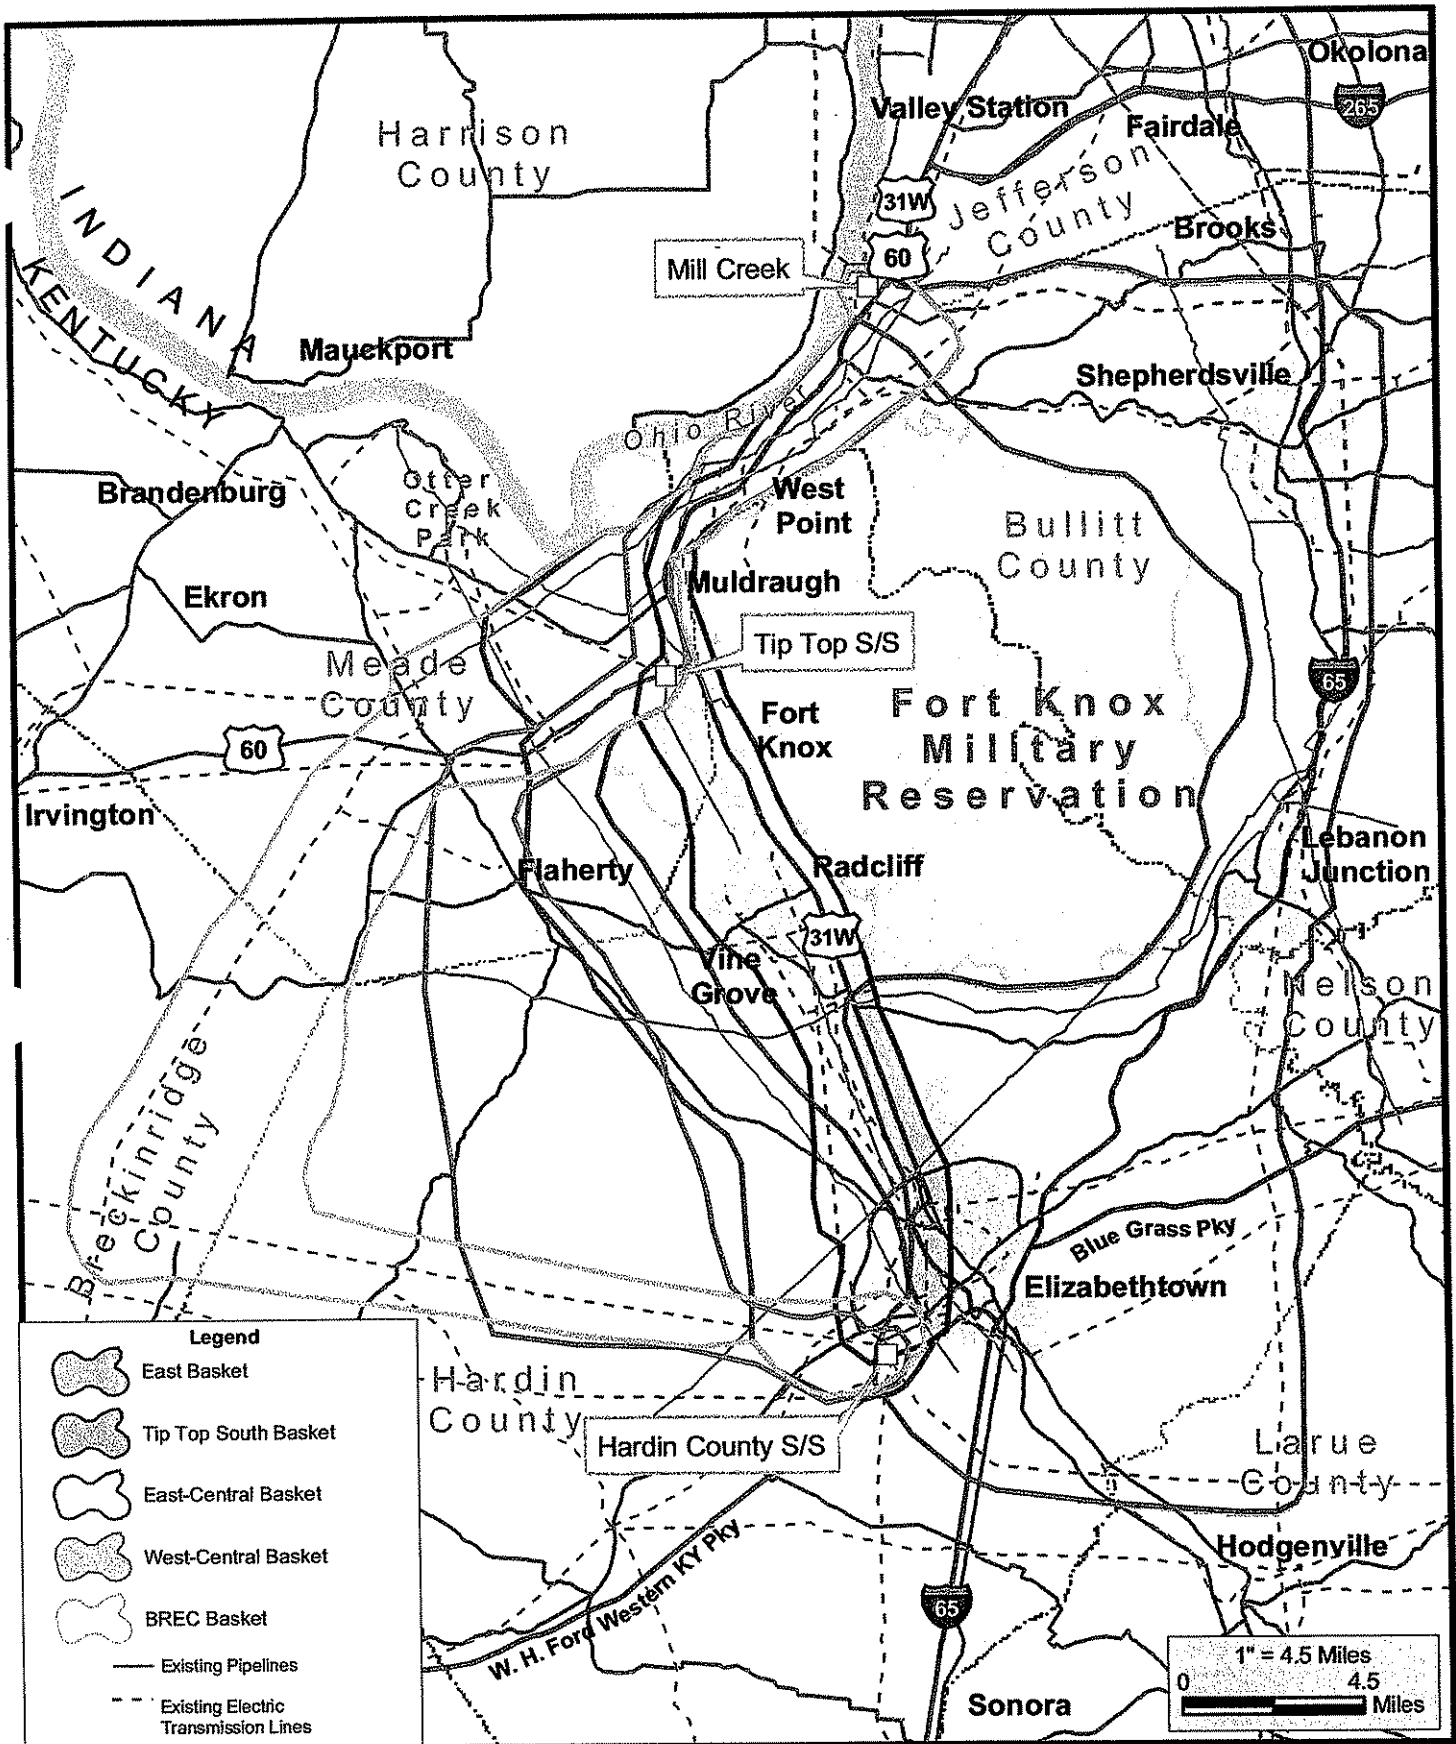 Okolona
265
Valley Station
Fairdale
Harrison
County
31W
Jefferson
County
Brooks
60
Mill Creek
INDIANA
KENTUCKY
Mauckport
Shepherdsville
Ohio River
Brandenburg
Otter
Creek
Park
West
Point
Bullitt
County
Muldraugh
Ekron
Tip Top S/S
Meade
County
65
Fort
Knox
Fort Knox
Military
Reservation
60
Irvington
Lebanon
Junction
Flaherty
Radcliff
31W
Vine
Grove
Nelson
County
Breckinridge
County
Blue Grass Pky
Elizabethtown
Legend
East Basket
Tip Top South Basket
East-Central Basket
West-Central Basket
BREC Basket
Existing Pipelines
Existing Electric
Transmission Lines
Hardin
County
Hardin County S/S
Larue
County
Hodgenville
W. H. Ford Western KY Pky
65
Sonora
1" = 4.5 Miles
0 4.5
Miles